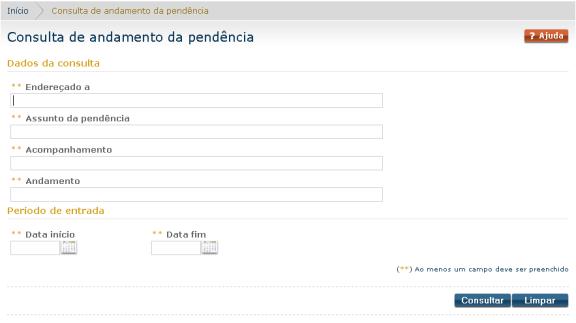 Início Consulta de andamento da pendência
Consulta de andamento da pendência ? Ajuda
Dados da consulta
** Endereçado a
** Assunto da pendência
** Acompanhamento
** Andamento
Período de entrada
** Data início ** Data fim
(**) Ao menos um campo deve ser preenchido
Consultar Limpar